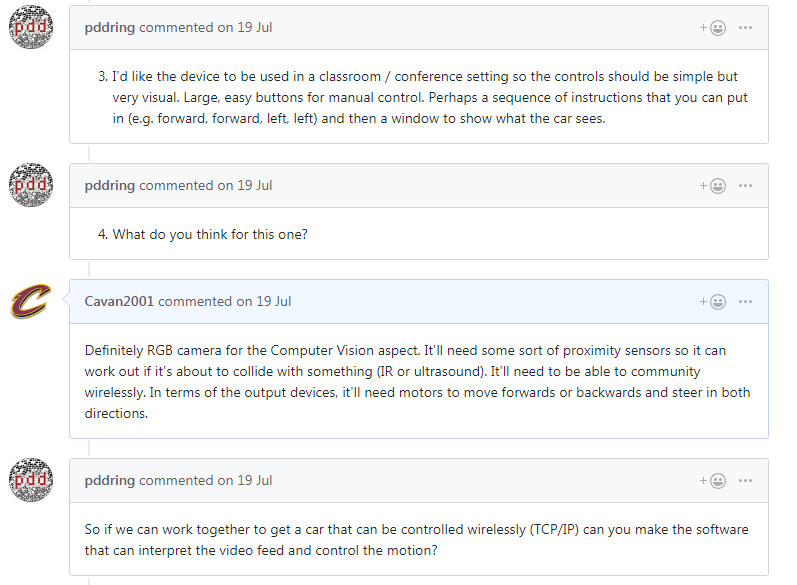 pdd
pddring commented on 19 Jul
3. I'd like the device to be used in a classroom / conference setting so the controls should be simple but
very visual. Large, easy buttons for manual control. Perhaps a sequence of instructions that you can put
in (e.g. forward, forward, left, left) and then a window to show what the car sees.
pdd
pddring commented on 19 Jul
4. What do you think for this one?
C
Cavan2001 commented on 19 Jul
Definitely RGB camera for the Computer Vision aspect. It'll need some sort of proximity sensors so it can
work out if it's about to collide with something (IR or ultrasound). It'll need to be able to community
wirelessly. In terms of the output devices, it'll need motors to move forwards or backwards and steer in both
directions.
pdd
pddring commented on 19 Jul
So if we can work together to get a car that can be controlled wirelessly (TCP/IP) can you make the software
that can interpret the video feed and control the motion?